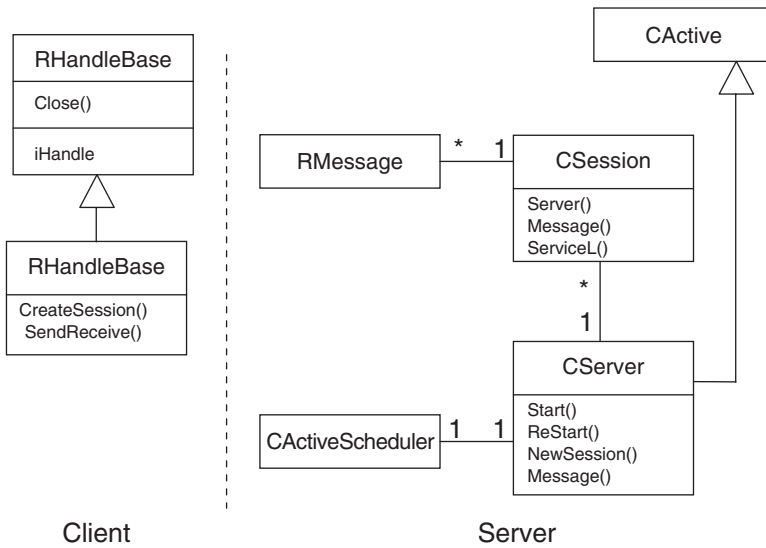 RHandleBase
Close()
iHandle
RHandleBase
CreateSession()
SendReceive()
Client
CActive
RMessage
*
1
CSession
Server()
Message()
ServiceL()
*
1
CServer
Start()
ReStart()
NewSession()
Message()
CActiveScheduler
1
1
Server